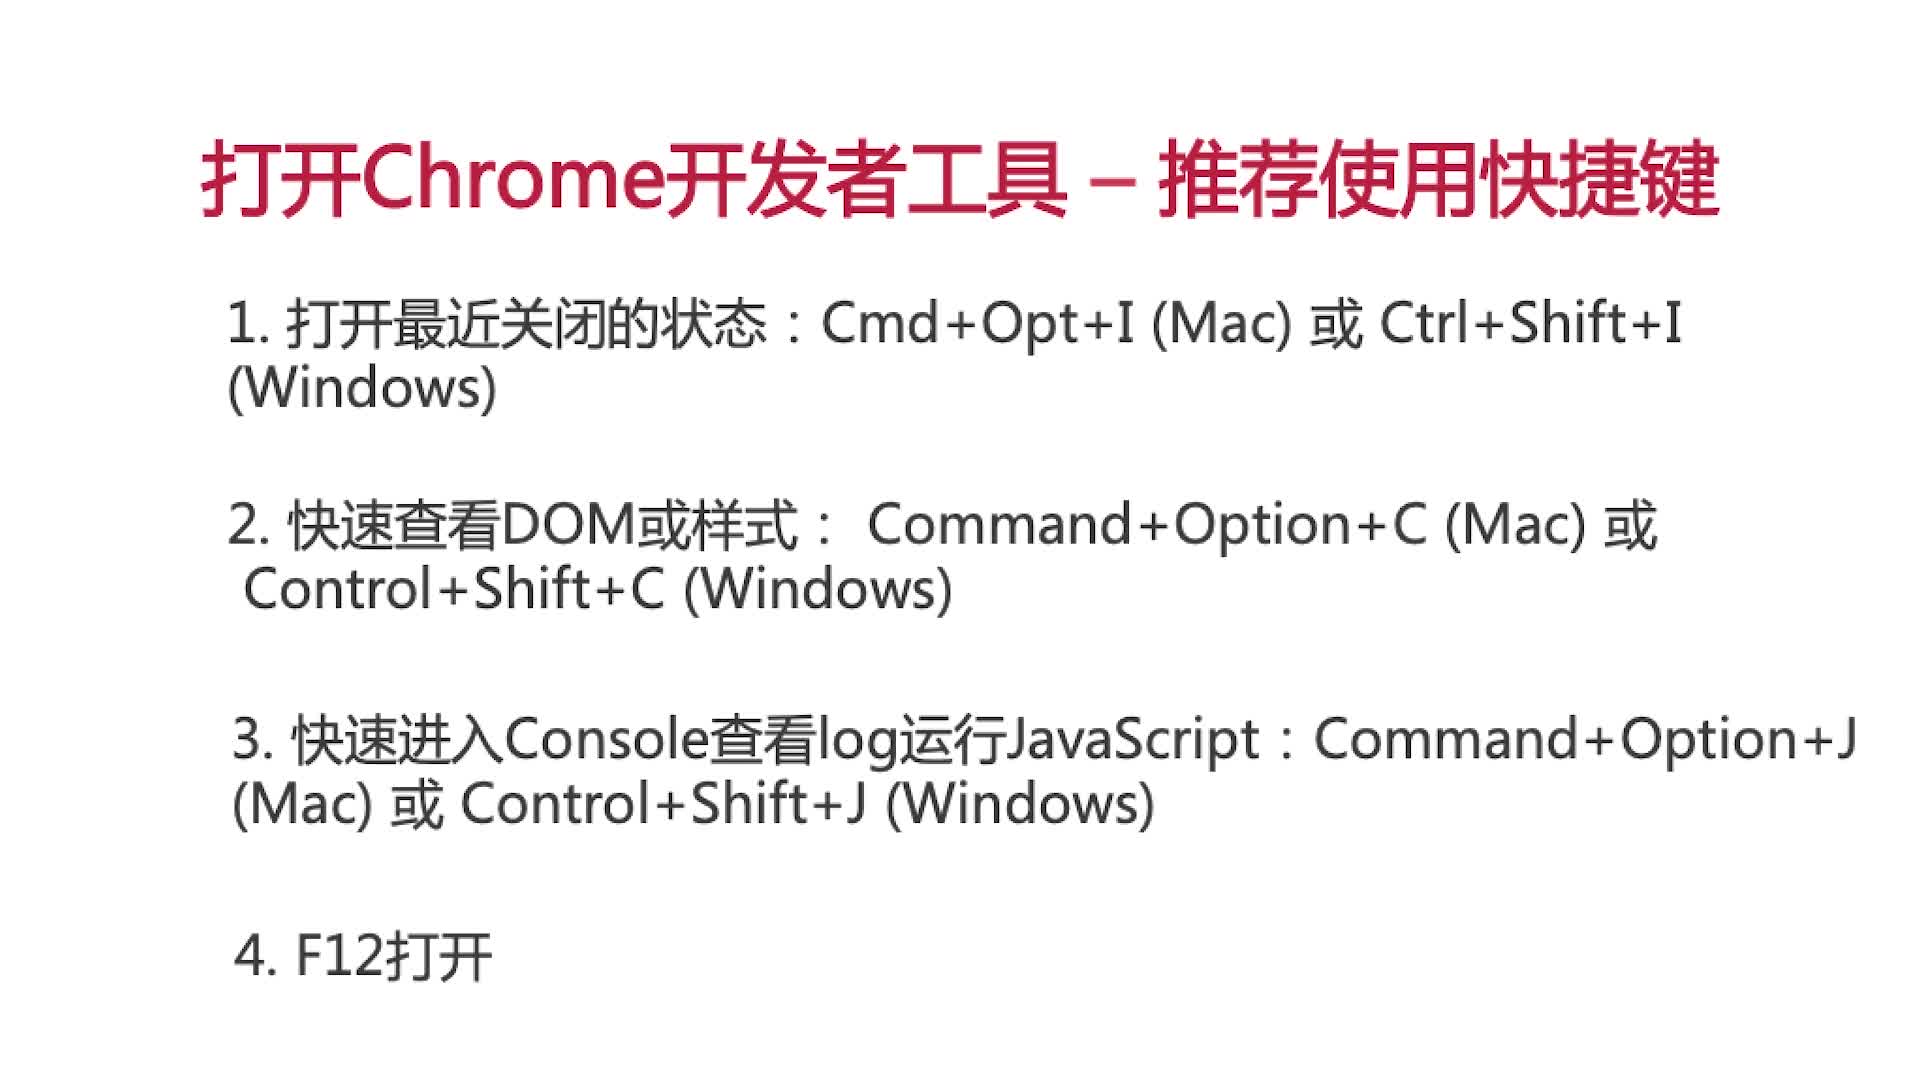 打开Chrome开发者工具 – 推荐使用快捷键
1. 打开最近关闭的状态：Cmd+Opt+I (Mac) 或 Ctrl+Shift+I
(Windows)
2. 快速查看DOM或样式： Command+Option+C (Mac) 或
Control+Shift+C (Windows)
3. 快速进入Console查看log运行JavaScript：Command+Option+J
(Mac) 或 Control+Shift+J (Windows)
4. F12打开